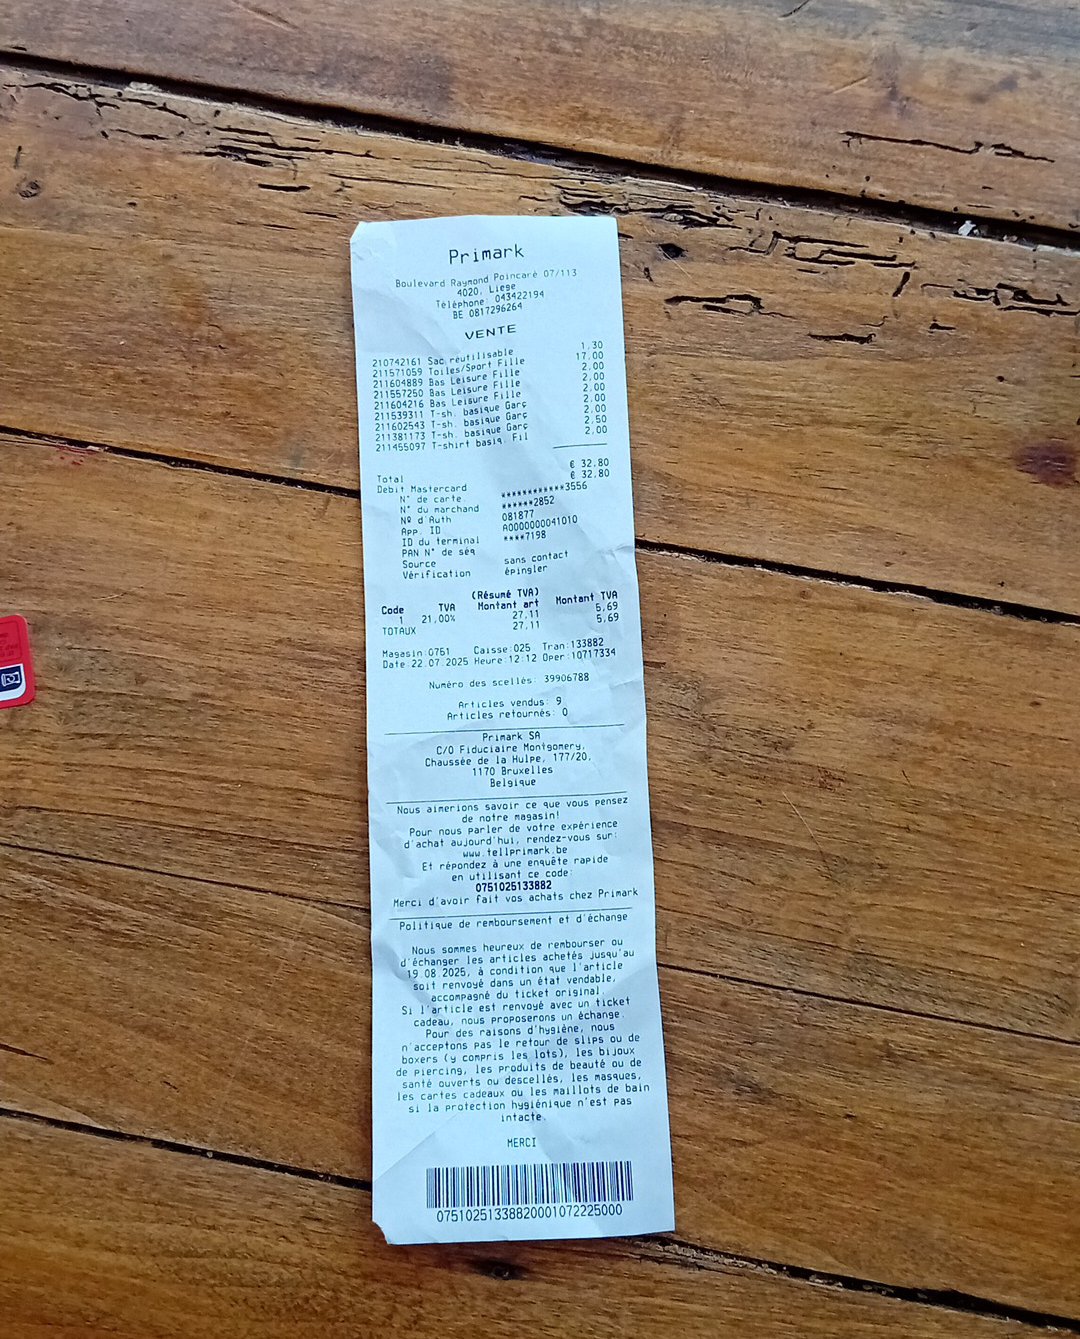 Primark
Boulevard Raymond Poincaré 07/113
4020, Liege
Téléphone: 043422194
BE 0817296264
VENTE
210742161 Sac réutilisable 1,30
211571059 Toiles/Sport Fille 17,00
211604889 Bas Leisure Fille 2,00
211557250 Bas Leisure Fille 2,00
211604216 Bas Leisure Fille 2,00
211539311 T-sh. basique Garç 2,00
211602543 T-sh. basique Garç 2,00
211381173 T-sh. basique Garç 2,50
211455097 T-shirt basiq. Fil 2,00
Total € 32,80
Debit Mastercard € 32,80
N° de carte. ************3556
N° du marchand ******2852
Nº d'Auth 081877
App. ID A0000000041010
ID du terminal ****7198
PAN N° de séq
Source sans contact
Vérification épingler
(Résumé TVA)
Code TVA Montant art Montant TVA
1 21,00% 27,11 5,69
TOTAUX 27,11 5,69
Magasin:0751 Caisse:025 Tran:133882
Date:22.07.2025 Heure:12:12 Oper:10717334
Numéro des scellés: 39906788
Articles vendus: 9
Articles retournés: 0
Primark SA
C/O Fiduciaire Montgomery,
Chaussée de la Hulpe, 177/20,
1170 Bruxelles
Belgique
Nous aimerions savoir ce que vous pensez
de notre magasin!
Pour nous parler de votre expérience
d'achat aujourd'hui, rendez-vous sur:
www.tellprimark.be
Et répondez à une enquête rapide
en utilisant ce code:
0751025133882
Merci d'avoir fait vos achats chez Primark
Politique de remboursement et d'échange
Nous sommes heureux de rembourser ou
d'échanger les articles achetés jusqu'au
19.08.2025, à condition que l'article
soit renvoyé dans un état vendable,
accompagné du ticket original.
Si l'article est renvoyé avec un ticket
cadeau, nous proposerons un échange.
Pour des raisons d'hygiène, nous
n'acceptons pas le retour de slips ou de
boxers (y compris les lots), les bijoux
de piercing, les produits de beauté ou de
santé ouverts ou descellés, les masques,
les cartes cadeaux ou les maillots de bain
si la protection hygiénique n'est pas
intacte.
MERCI
07510251338820001072225000